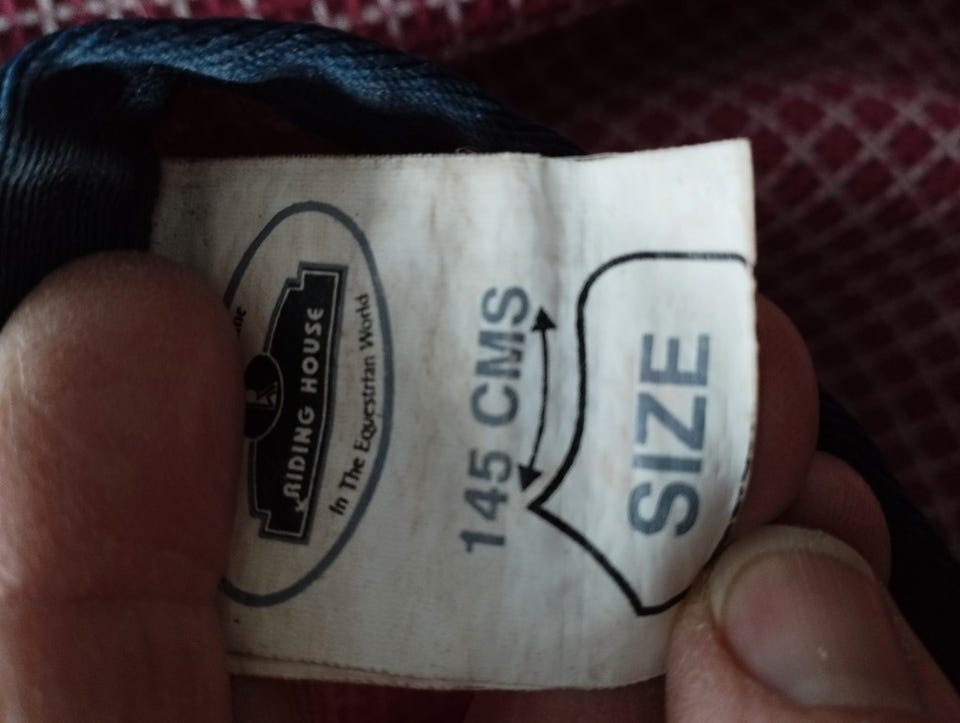 RIDING HOUSE
In The Equestrian World
145 CMS
SIZE